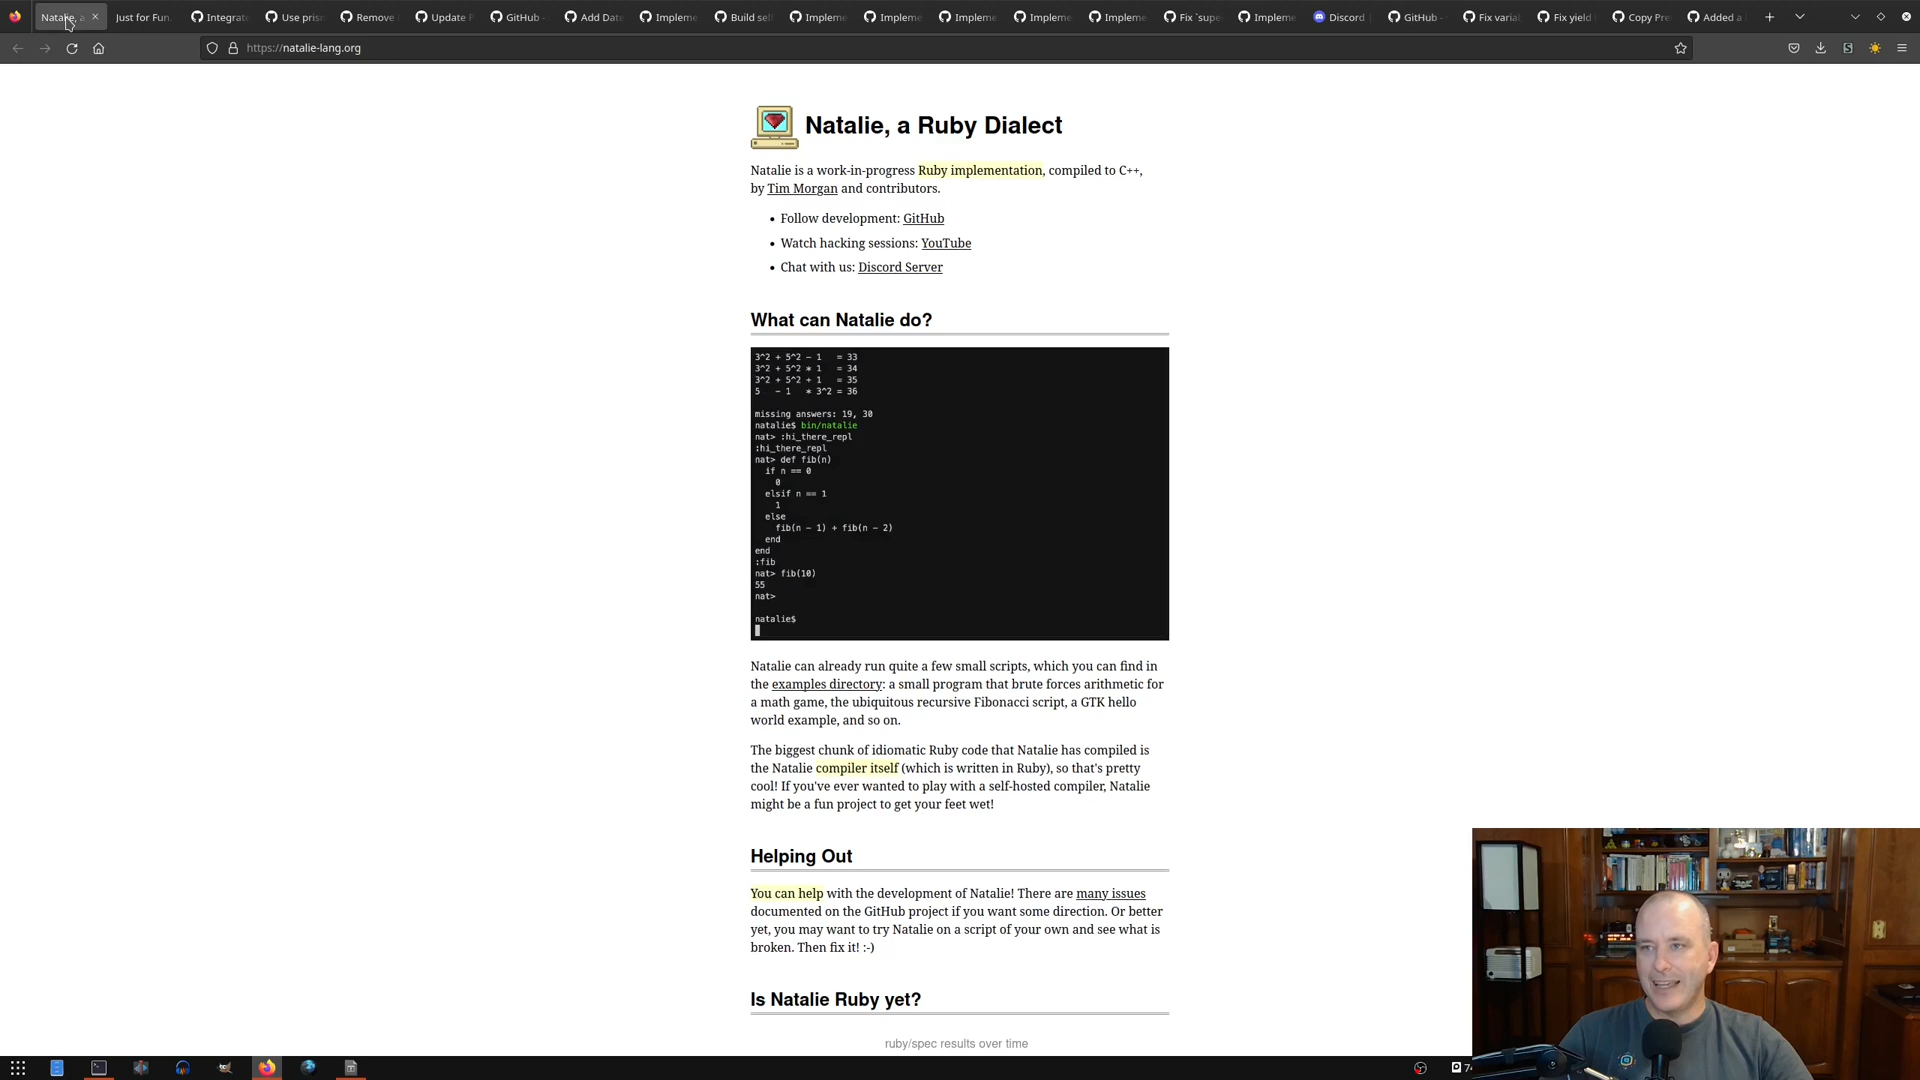 Natalie, a
Just for Fun.
Integrate
Use prism
Remove
Update P
GitHub -
Add Date
Impleme
Build self
Impleme
Impleme
Impleme
Impleme
Impleme
Fix `supe
Impleme
Discord
GitHub -
Fix varia
Fix yield
Copy Pre
Added a
https://natalie-lang.org
Natalie, a Ruby Dialect
Natalie is a work-in-progress Ruby implementation, compiled to C++,
by Tim Morgan and contributors.
• Follow development: GitHub
• Watch hacking sessions: YouTube
• Chat with us: Discord Server
What can Natalie do?
3^2 + 5^2 - 1 = 33
3^2 + 5^2 * 1 = 34
3^2 + 5^2 + 1 = 35
5 - 1 * 3^2 = 36
missing answers: 19, 30
natalie$ bin/natalie
nat> :hi_there_repl
:hi_there_repl
nat> def fib(n)
if n == 0
0
elsif n == 1
1
else
fib(n - 1) + fib(n - 2)
end
end
:fib
nat> fib(10)
55
nat>
natalie$
Natalie can already run quite a few small scripts, which you can find in
the examples directory: a small program that brute forces arithmetic for
a math game, the ubiquitous recursive Fibonacci script, a GTK hello
world example, and so on.
The biggest chunk of idiomatic Ruby code that Natalie has compiled is
the Natalie compiler itself (which is written in Ruby), so that's pretty
cool! If you've ever wanted to play with a self-hosted compiler, Natalie
might be a fun project to get your feet wet!
Helping Out
You can help with the development of Natalie! There are many issues
documented on the GitHub project if you want some direction. Or better
yet, you may want to try Natalie on a script of your own and see what is
broken. Then fix it! :-)
Is Natalie Ruby yet?
ruby/spec results over time